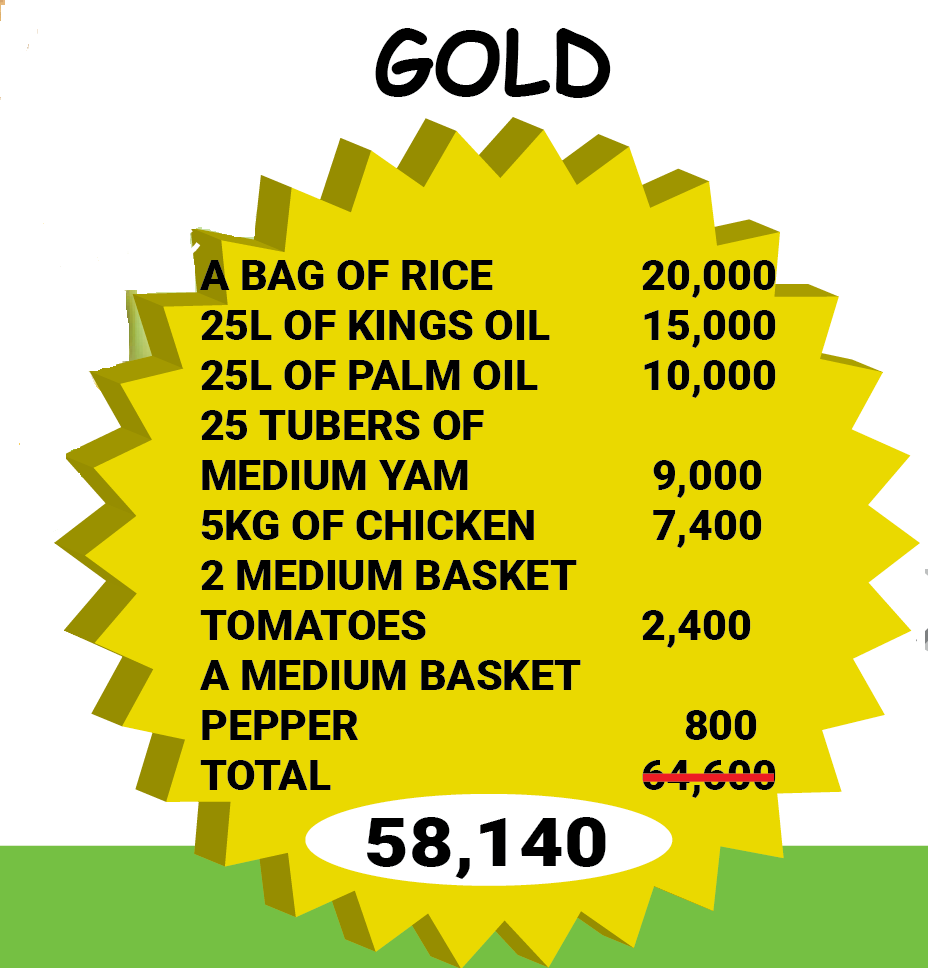 GOLD
A BAG OF RICE 20,000
25L OF KINGS OIL 15,000
25L OF PALM OIL 10,000
25 TUBERS OF
MEDIUM YAM 9,000
5KG OF CHICKEN 7,400
2 MEDIUM BASKET
TOMATOES 2,400
A MEDIUM BASKET
PEPPER 800
TOTAL 64,600
58,140